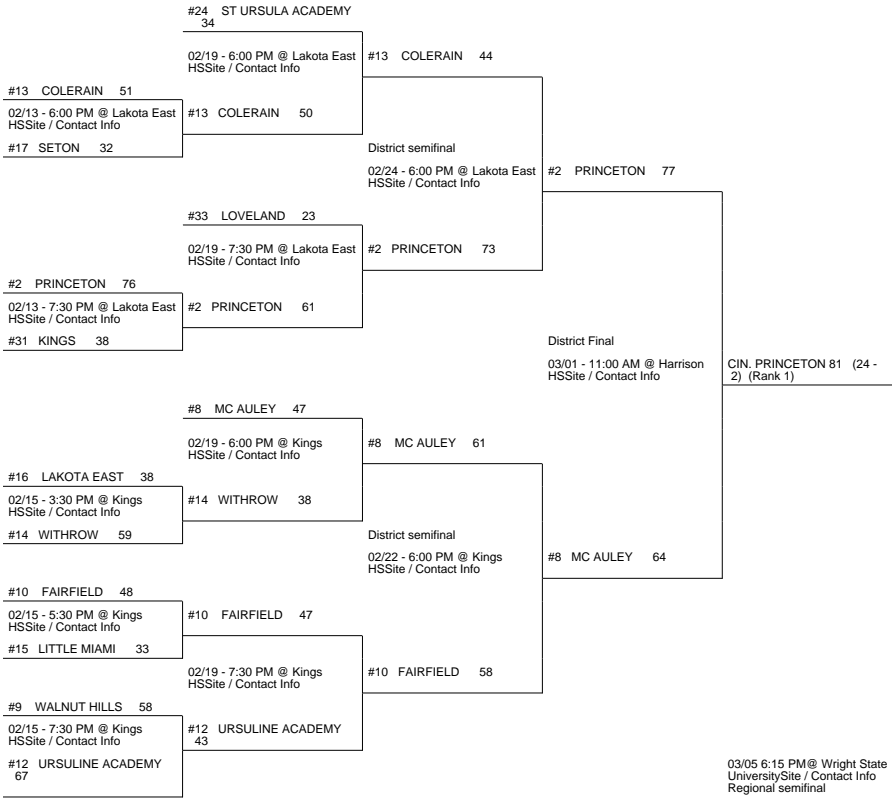 #24 ST URSULA ACADEMY
34
02/19 - 6:00 PM @ Lakota East
HSSite / Contact Info
#13 COLERAIN 44
#13 COLERAIN 51
02/13 - 6:00 PM @ Lakota East
HSSite / Contact Info
#13 COLERAIN 50
#17 SETON 32
District semifinal
02/24 - 6:00 PM @ Lakota East
HSSite / Contact Info
#2 PRINCETON 77
#33 LOVELAND 23
02/19 - 7:30 PM @ Lakota East
HSSite / Contact Info
#2 PRINCETON 73
#2 PRINCETON 76
02/13 - 7:30 PM @ Lakota East
HSSite / Contact Info
#2 PRINCETON 61
#31 KINGS 38
District Final
03/01 - 11:00 AM @ Harrison
HSSite / Contact Info
CIN. PRINCETON 81 (24 -
2) (Rank 1)
#8 MC AULEY 47
02/19 - 6:00 PM @ Kings
HSSite / Contact Info
#8 MC AULEY 61
#16 LAKOTA EAST 38
02/15 - 3:30 PM @ Kings
HSSite / Contact Info
#14 WITHROW 38
#14 WITHROW 59
District semifinal
02/22 - 6:00 PM @ Kings
HSSite / Contact Info
#8 MC AULEY 64
#10 FAIRFIELD 48
02/15 - 5:30 PM @ Kings
HSSite / Contact Info
#10 FAIRFIELD 47
#15 LITTLE MIAMI 33
02/19 - 7:30 PM @ Kings
HSSite / Contact Info
#10 FAIRFIELD 58
#9 WALNUT HILLS 58
02/15 - 7:30 PM @ Kings
HSSite / Contact Info
#12 URSULINE ACADEMY
43
#12 URSULINE ACADEMY
67
03/05 6:15 PM@ Wright State
UniversitySite / Contact Info
Regional semifinal